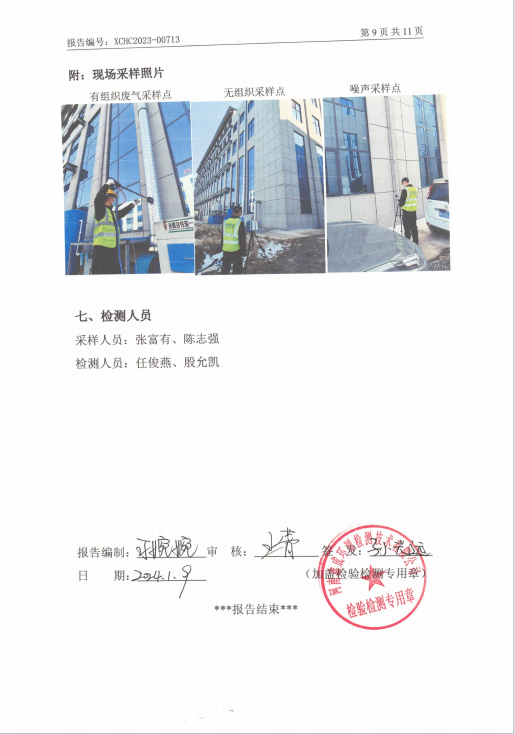 报告编号：XCHC2023-00713
第 9 页 共 11 页
附：现场采样照片
有组织废气采样点
无组织采样点
噪声采样点
七、检测人员
采样人员：张富有、陈志强
检测人员：任俊燕、殷允凯
报告编制：
审 核：
签 发：
日 期：2024.1.9
（加盖检验检测专用章）
检验检测专用章
***报告结束***